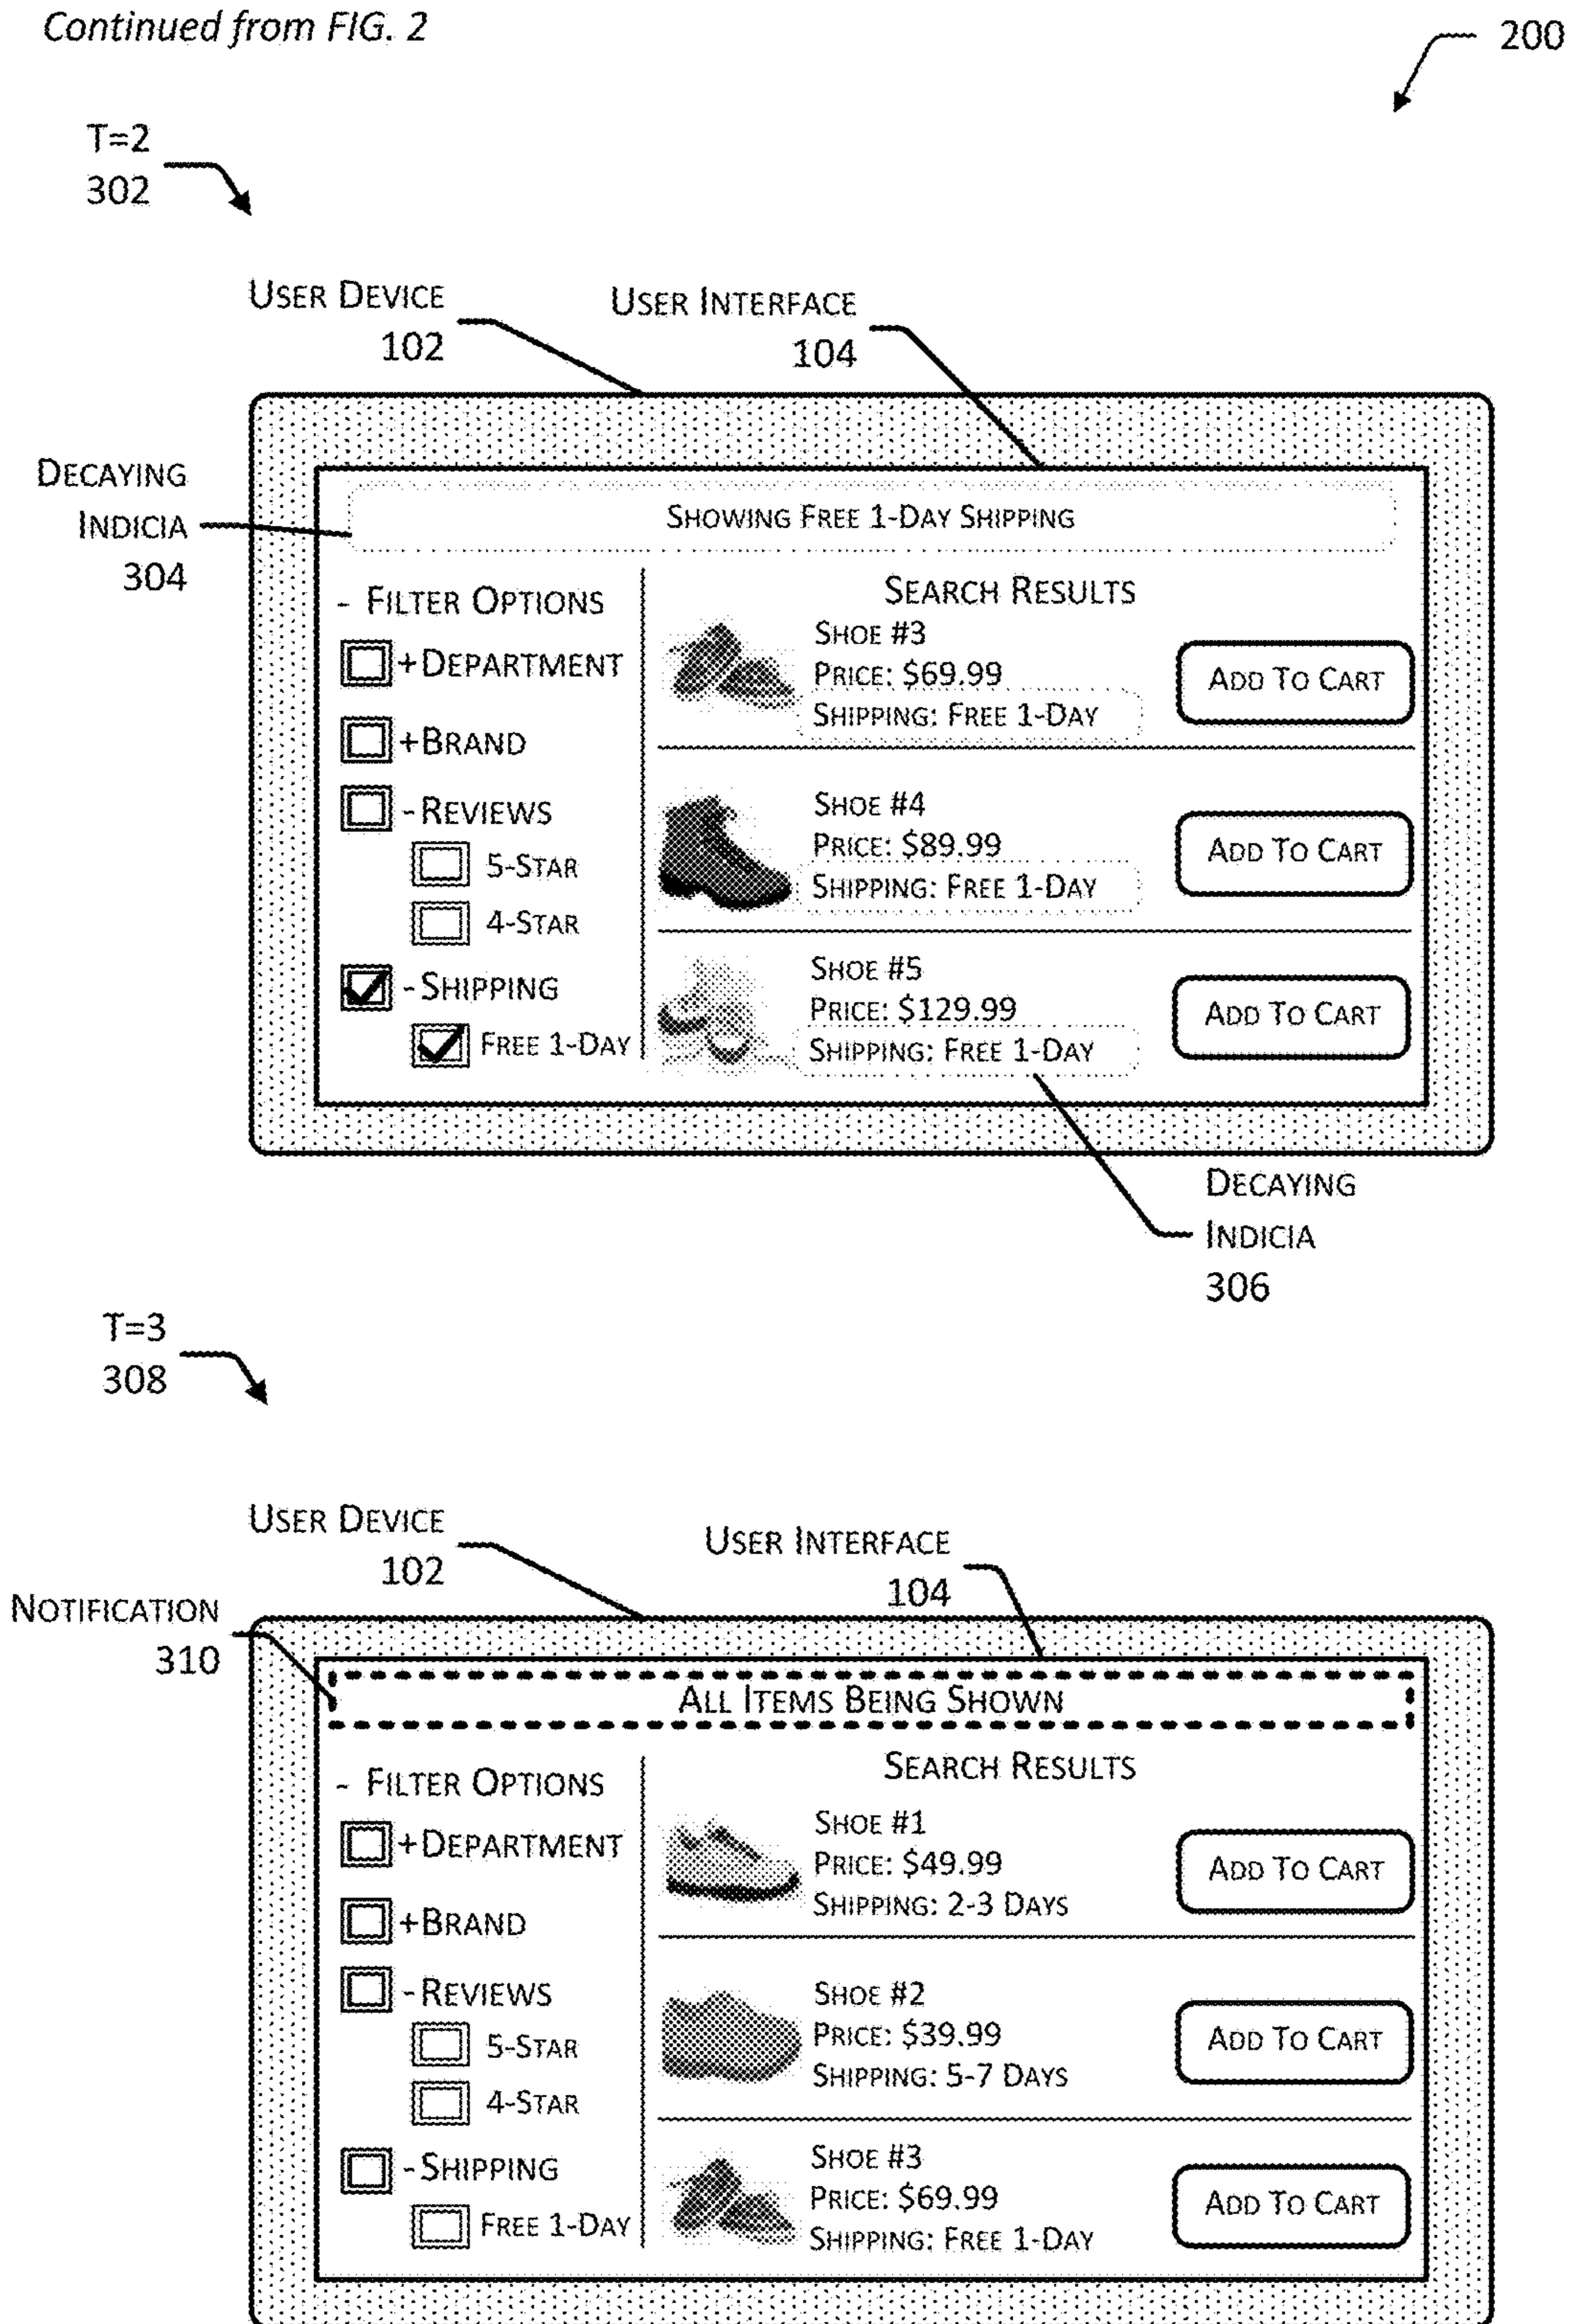 Continued from FIG. 2
200
T=2
302
USER DEVICE
102
USER INTERFACE
104
DECAYING
INDICIA
304
SHOWING FREE 1-DAY SHIPPING
- FILTER OPTIONS
+DEPARTMENT
+BRAND
-REVIEWS
5-STAR
4-STAR
-SHIPPING
FREE 1-DAY
SEARCH RESULTS
SHOE #3
PRICE: $69.99
SHIPPING: FREE 1-DAY
ADD TO CART
SHOE #4
PRICE: $89.99
SHIPPING: FREE 1-DAY
ADD TO CART
SHOE #5
PRICE: $129.99
SHIPPING: FREE 1-DAY
ADD TO CART
DECAYING
INDICIA
306
T=3
308
USER DEVICE
102
USER INTERFACE
104
NOTIFICATION
310
ALL ITEMS BEING SHOWN
- FILTER OPTIONS
+DEPARTMENT
+BRAND
-REVIEWS
5-STAR
4-STAR
-SHIPPING
FREE 1-DAY
SEARCH RESULTS
SHOE #1
PRICE: $49.99
SHIPPING: 2-3 DAYS
ADD TO CART
SHOE #2
PRICE: $39.99
SHIPPING: 5-7 DAYS
ADD TO CART
SHOE #3
PRICE: $69.99
SHIPPING: FREE 1-DAY
ADD TO CART